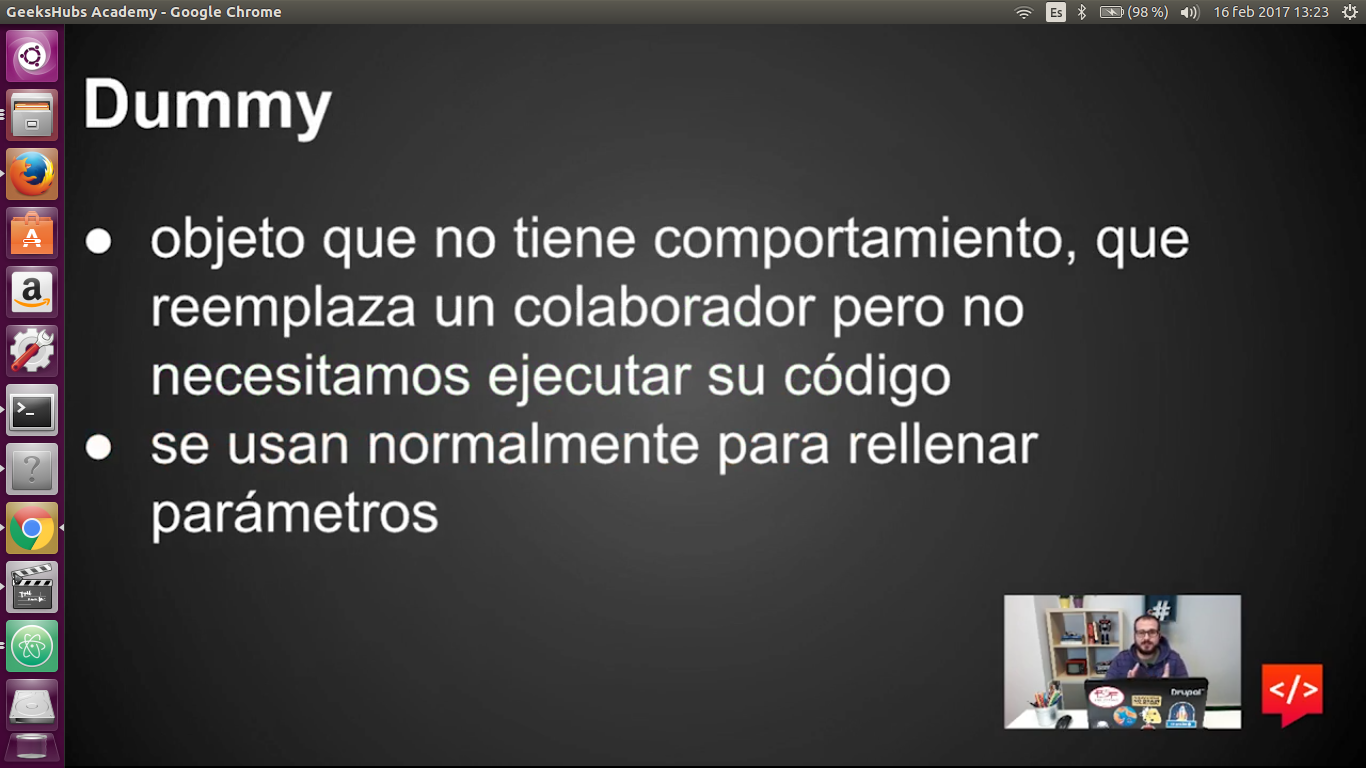 GeeksHubs Academy - Google Chrome
Es
(98 %)
16 feb 2017 13:23
Dummy
● objeto que no tiene comportamiento, que
reemplaza un colaborador pero no
necesitamos ejecutar su código
● se usan normalmente para rellenar
parámetros
#
Drupal
</>